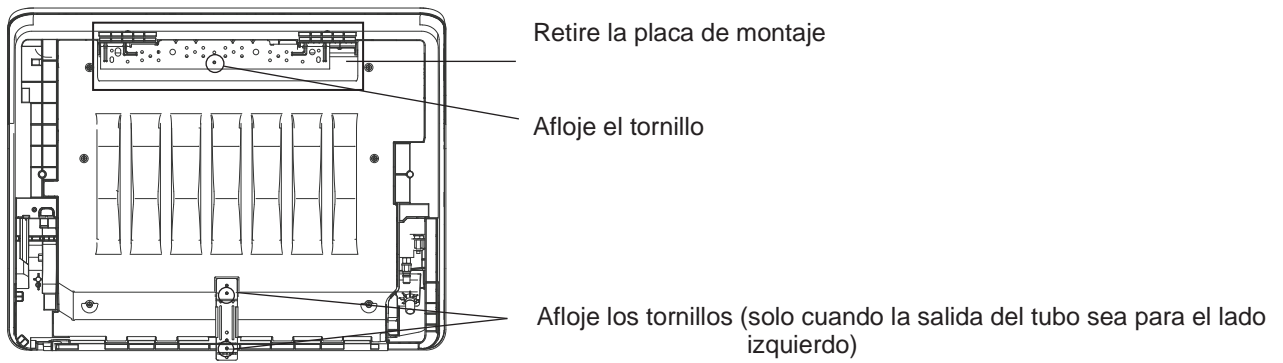 Retire la placa de montaje
Afloje el tornillo
Afloje los tornillos (solo cuando la salida del tubo sea para el lado
izquierdo)